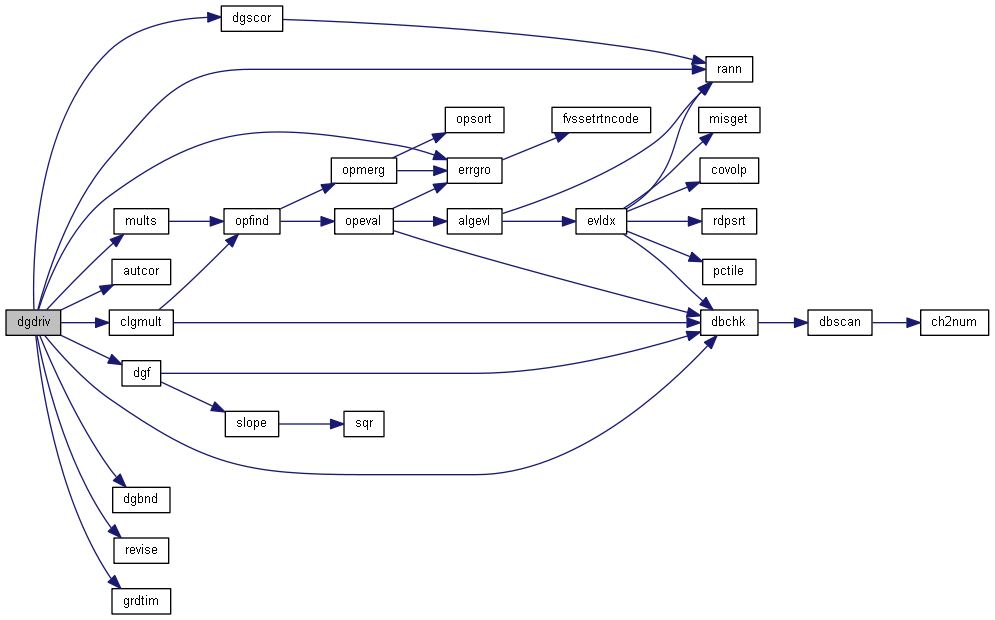 dgscor
rann
opsort
fvssetrtncode
misget
opmerg
errgro
covolp
mults
opfind
opeval
algevl
evldx
rdpsrt
autcor
pctile
dgdriv
clgmult
dbchk
dbscan
ch2num
dgf
slope
sqr
dgbnd
revise
grdtim